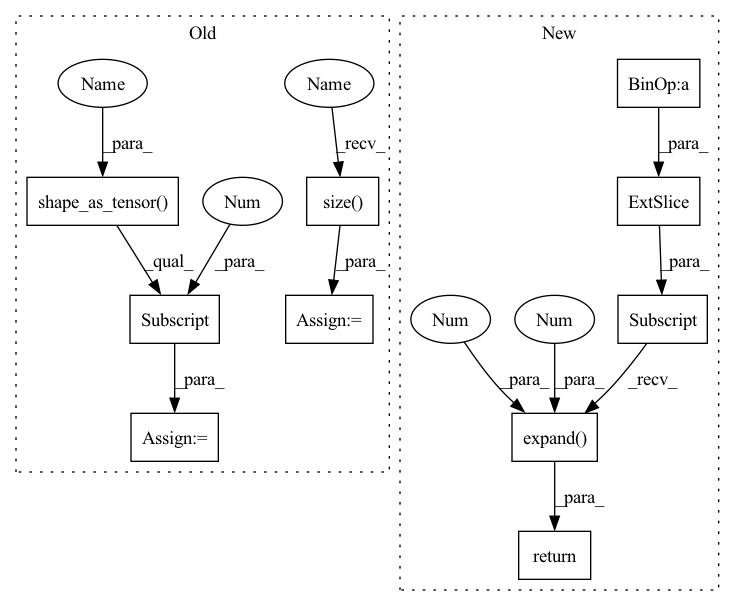 Old
New
Name
Name
BinOp:a
_para_
_recv_
_para_
shape_as_tensor()
Num
size()
ExtSlice
_qual_
_para_
_para_
_para_
Subscript
Assign:=
Num
Num
Subscript
_para_
_para_
_para_
_recv_
Assign:=
expand()
_para_
return